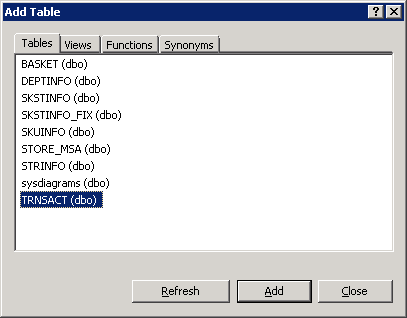 Add Table
Tables Views Functions Synonyms
BASKET (dbo)
DEPTINFO (dbo)
SKSTINFO (dbo)
SKSTINFO_FIX (dbo)
SKUINFO (dbo)
STORE_MSA (dbo)
STRINFO (dbo)
sysdiagrams (dbo)
TRNSACT (dbo)
Refresh Add Close